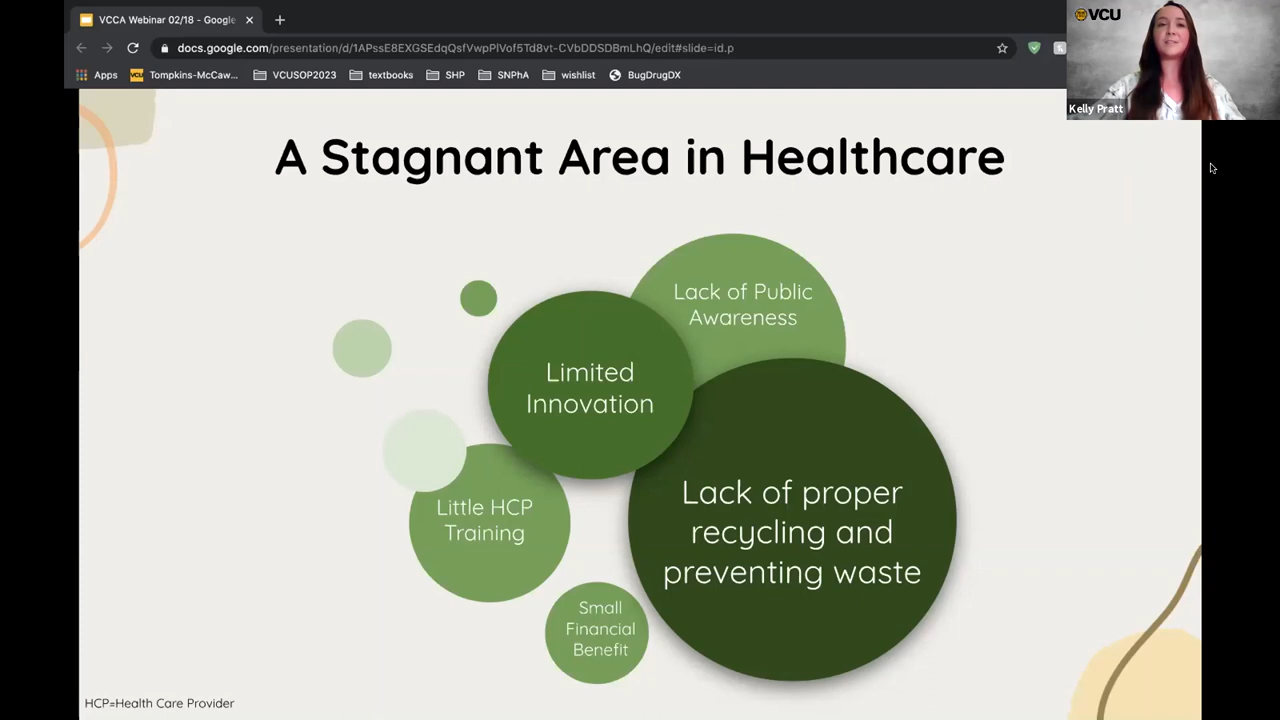 VCCA Webinar 02/18 - Google
docs.google.com/presentation/d/1APssE8EXGSEdqQsfVwpPlVof5Td8vt-CVbDDSDBmLhQ/edit#slide=id.p
Apps
Tompkins-McCaw...
VCUSOP2023
textbooks
SHP
SNPhA
wishlist
BugDrugDX
VCU
Kelly Pratt
A Stagnant Area in Healthcare
Lack of Public
Awareness
Limited
Innovation
Lack of proper
recycling and
preventing waste
Little HCP
Training
Small
Financial
Benefit
HCP=Health Care Provider